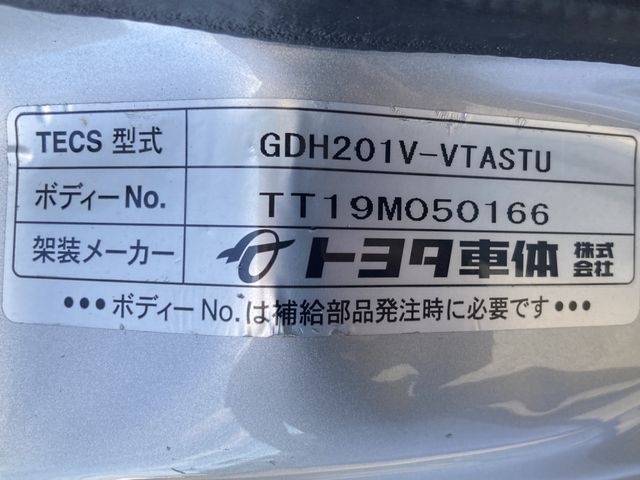 TECS 型式 GDH201V-VTASTU
ボディーNo. TT19M050166
架装メーカー トヨタ車体 株式会社
•••ボディーNo.は補給部品発注時に必要です•••